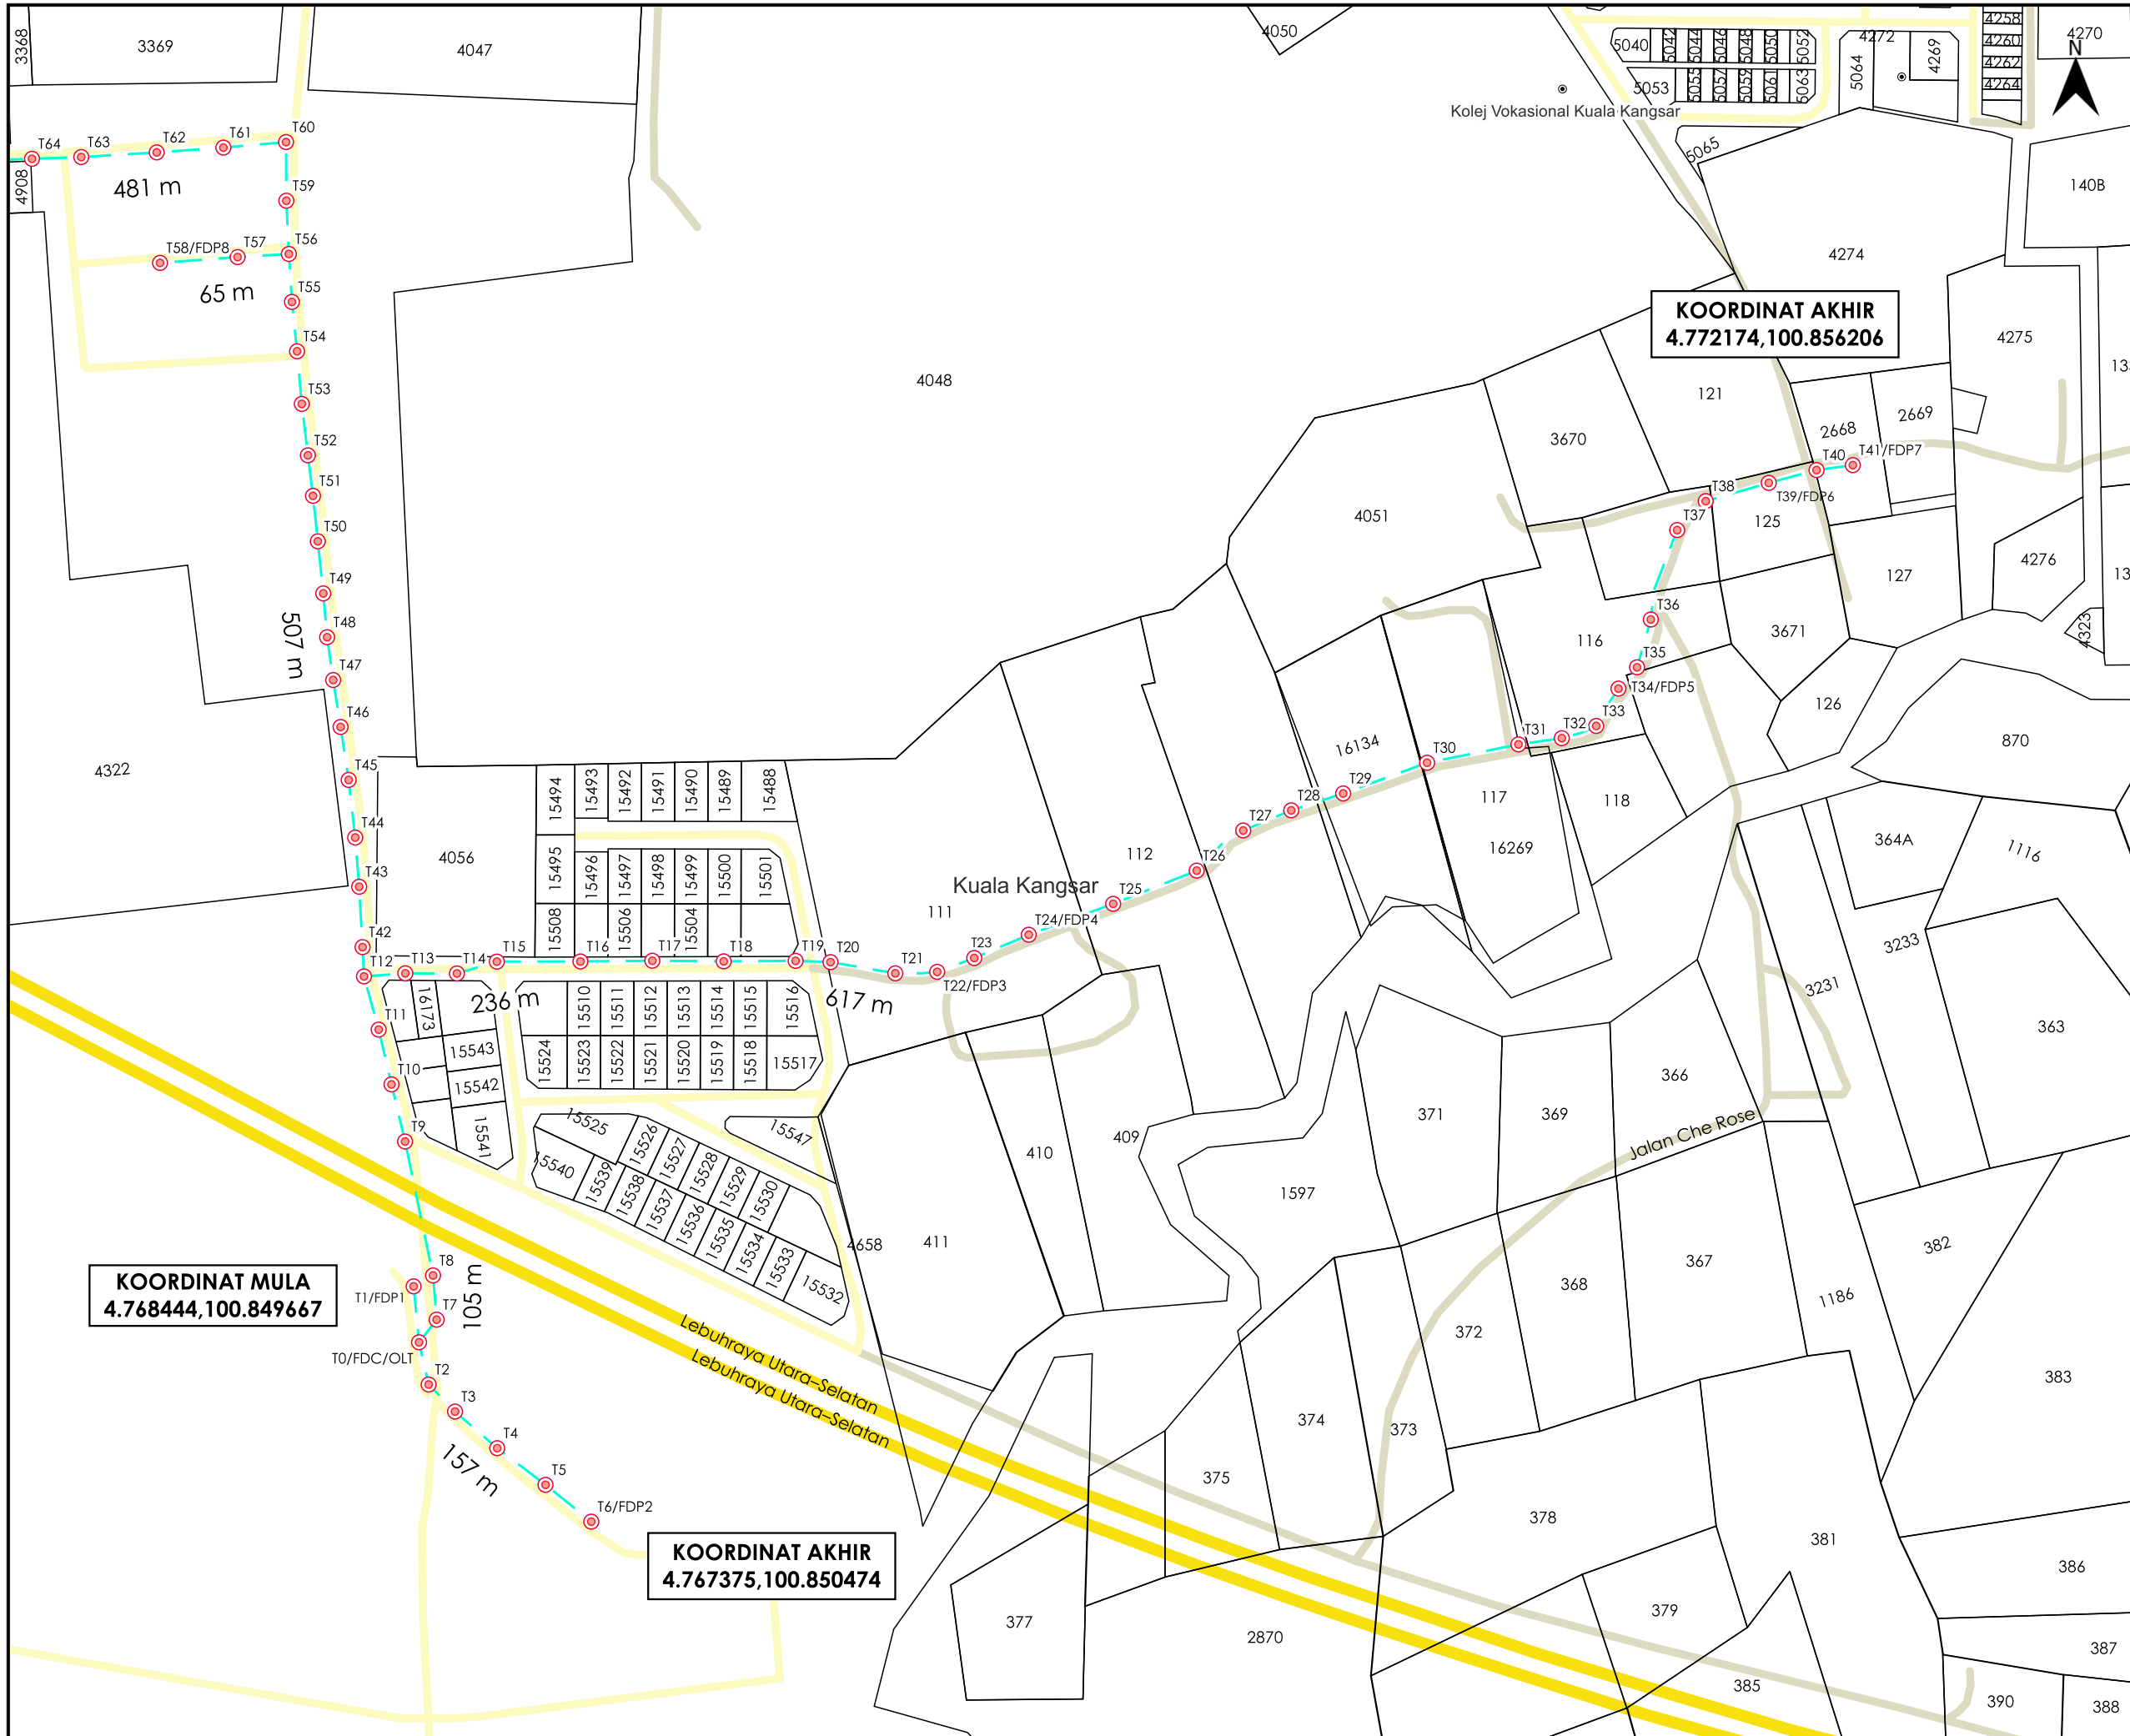 3368
3369
4047
4050
5040
5042
5044
5046
5048
5050
5052
4272
4269
4258
4260
4262
4264
4270
N
5053
5055
5057
5059
5061
5063
5064
Kolej Vokasional Kuala Kangsar
5065
140B
T64
T63
T62
T61
T60
481 m
4908
T59
T58/FDP8
T57
T56
65 m
T55
T54
T53
T52
T51
T50
T49
T48
T47
T46
T45
T44
T43
T42
507 m
4322
4048
4274
KOORDINAT AKHIR
4.772174,100.856206
4275
121
3670
2668
2669
T41/FDP7
T40
T39/FDP6
T38
T37
125
4051
4276
127
T36
116
3671
4323
T35
T34/FDP5
126
T33
T32
T31
T30
16134
870
T29
T28
T27
117
118
16269
364A
1116
15494
15493
15492
15491
15490
15489
15488
4056
15495
15496
15497
15498
15499
15500
15501
15508
15506
15504
112
T26
Kuala Kangsar
T25
111
T24/FDP4
T23
T22/FDP3
T21
T20
T19
T18
T17
T16
T15
T14
T13
T12
617 m
236 m
16173
15510
15511
15512
15513
15514
15515
15516
3233
3231
363
T11
15543
15524
15523
15522
15521
15520
15519
15518
15517
T10
15542
15541
T9
15525
15526
15527
15528
15529
15530
15547
15540
15539
15538
15537
15536
15535
15534
15533
15532
4658
411
410
409
371
369
366
Jalan Che Rose
1597
367
368
382
1186
372
KOORDINAT MULA
4.768444,100.849667
T8
T1/FDP1
T7
105 m
T0/FDC/OLT
T2
T3
T4
T5
T6/FDP2
157 m
Lebuhraya Utara–Selatan
Lebuhraya Utara–Selatan
KOORDINAT AKHIR
4.767375,100.850474
383
374
373
375
378
381
386
379
377
2870
387
385
390
388